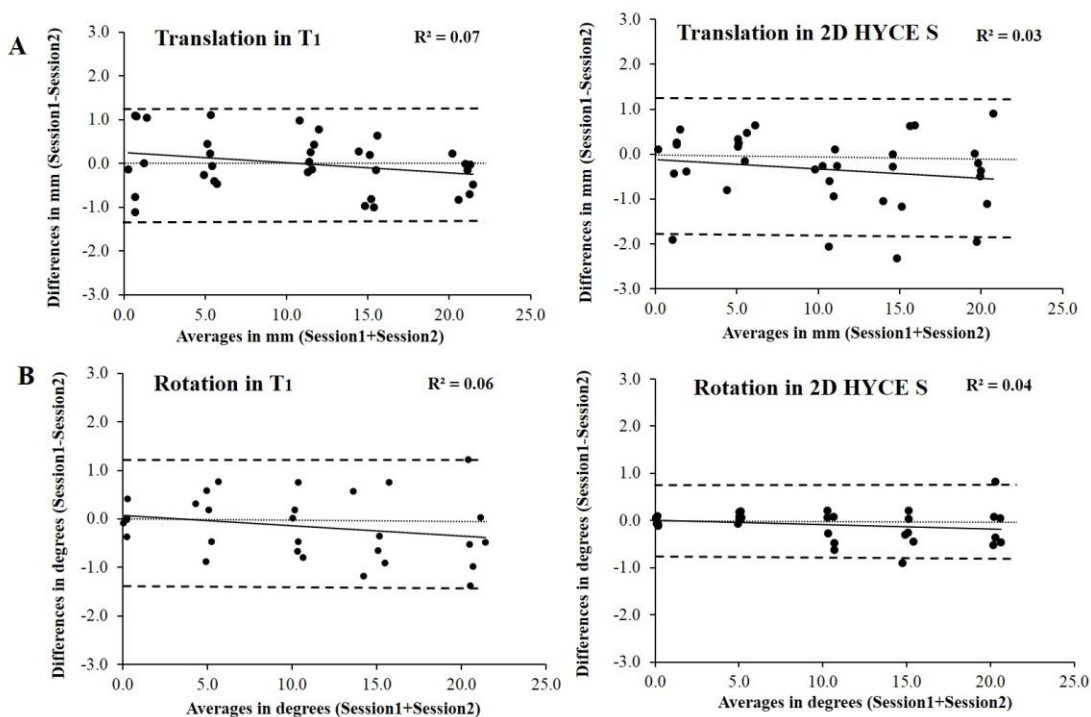 A
Translation in T1
R² = 0.07
Differences in mm (Session1-Session2)
3.0
2.0
1.0
0.0
-1.0
-2.0
-3.0
0.0 5.0 10.0 15.0 20.0 25.0
Averages in mm (Session1+Session2)
Translation in 2D HYCE S
R² = 0.03
Differences in mm (Session1-Session2)
3.0
2.0
1.0
0.0
-1.0
-2.0
-3.0
0.0 5.0 10.0 15.0 20.0 25.0
Averages in mm (Session1+Session2)
B
Rotation in T1
R² = 0.06
Differences in degrees (Session1-Session2)
3.0
2.0
1.0
0.0
-1.0
-2.0
-3.0
0.0 5.0 10.0 15.0 20.0 25.0
Averages in degrees (Session1+Session2)
Rotation in 2D HYCE S
R² = 0.04
Differences in degrees (Session1-Session2)
3.0
2.0
1.0
0.0
-1.0
-2.0
-3.0
0.0 5.0 10.0 15.0 20.0 25.0
Averages in degrees (Session1+Session2)